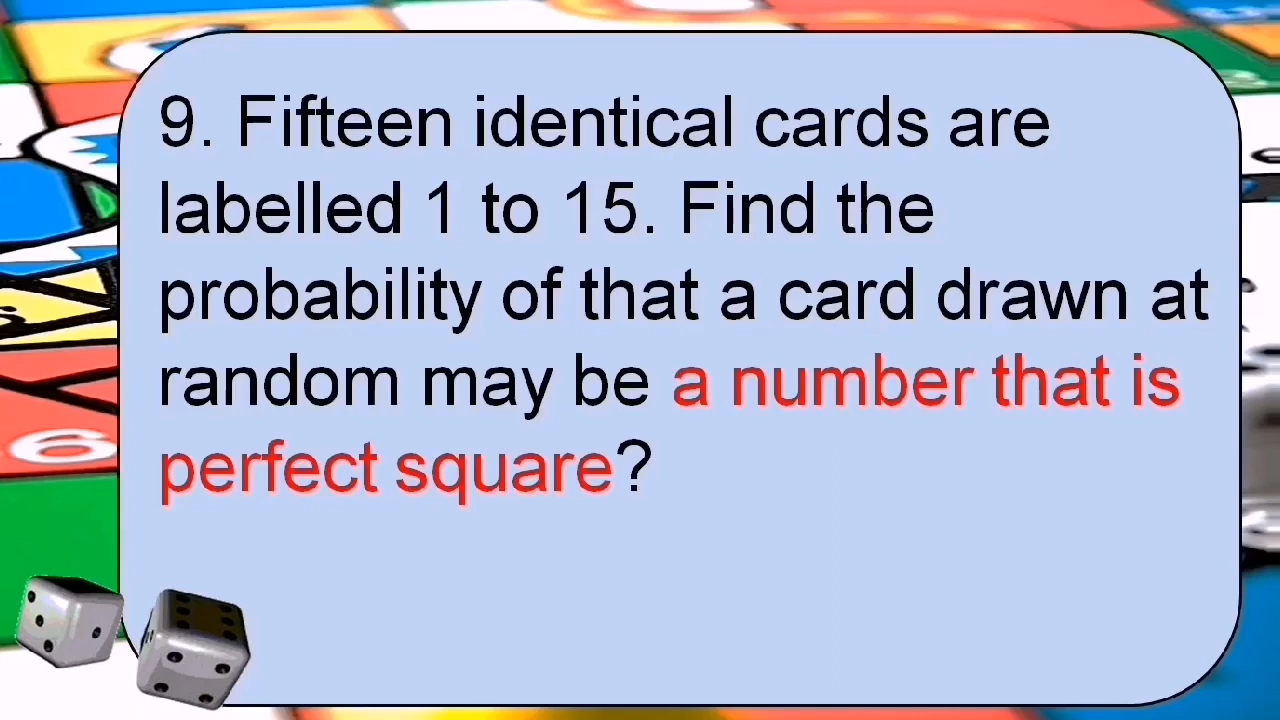 9. Fifteen identical cards are
labelled 1 to 15. Find the
probability of that a card drawn at
random may be a number that is
perfect square?
6